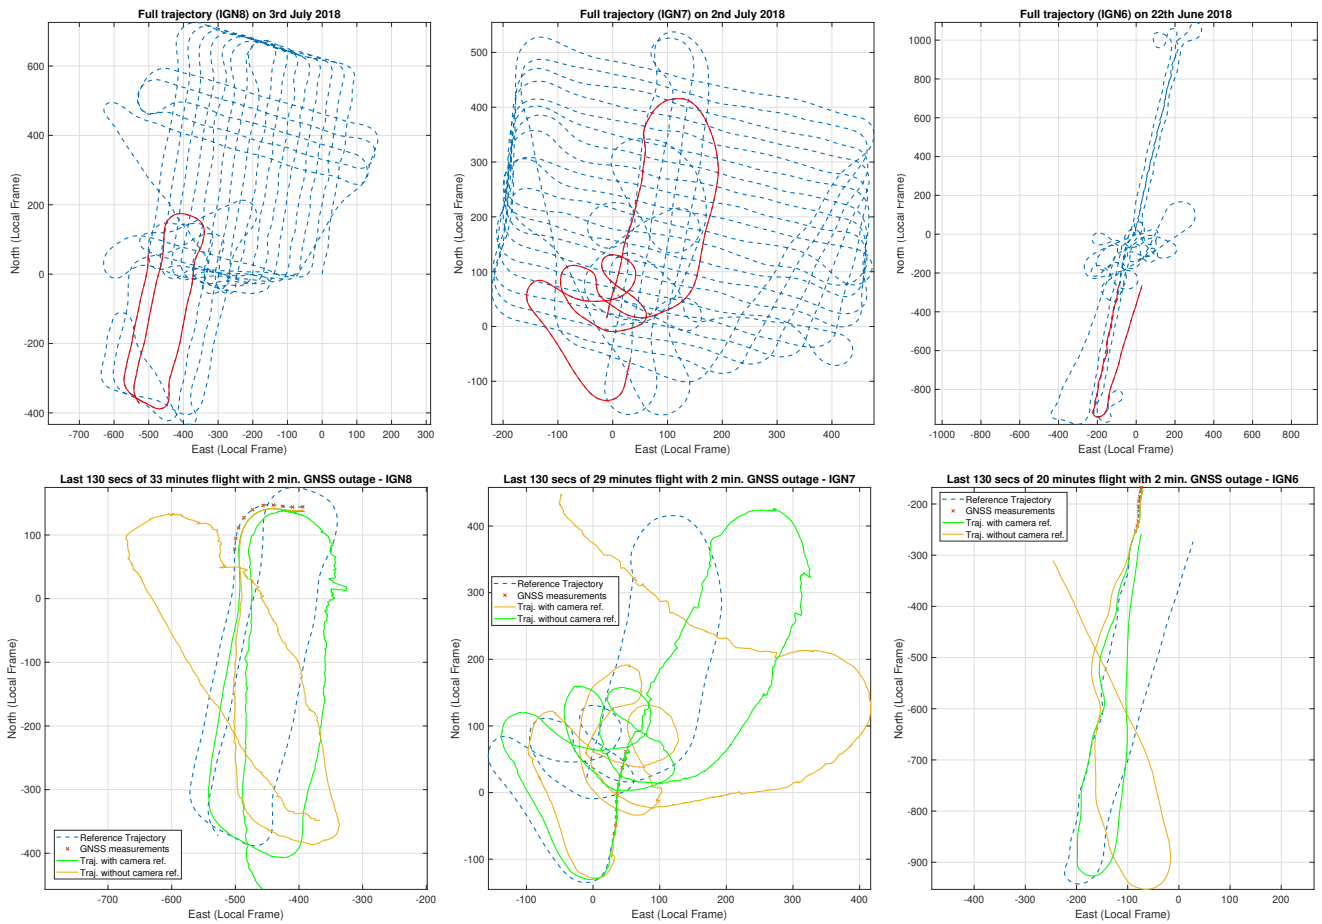 Full trajectory (IGN8) on 3rd July 2018
North (Local Frame)
600
400
200
0
-200
-400
-700 -600 -500 -400 -300 -200 -100 0 100 200 300
East (Local Frame)
Full trajectory (IGN7) on 2nd July 2018
North (Local Frame)
500
400
300
200
100
0
-100
-200 -100 0 100 200 300 400
East (Local Frame)
Full trajectory (IGN6) on 22th June 2018
North (Local Frame)
1000
800
600
400
200
0
-200
-400
-600
-800
-1000 -800 -600 -400 -200 0 200 400 600 800
East (Local Frame)
Last 130 secs of 33 minutes flight with 2 min. GNSS outage - IGN8
North (Local Frame)
100
0
-100
-200
-300
-400
Reference Trajectory
GNSS measurements
Traj. with camera ref.
Traj. without camera ref.
-700 -600 -500 -400 -300 -200
East (Local Frame)
Last 130 secs of 29 minutes flight with 2 min. GNSS outage - IGN7
North (Local Frame)
400
300
200
100
0
-100
Reference Trajectory
GNSS measurements
Traj. with camera ref.
Traj. without camera ref.
-100 0 100 200 300 400
East (Local Frame)
Last 130 secs of 20 minutes flight with 2 min. GNSS outage - IGN6
North (Local Frame)
-200
-300
-400
-500
-600
-700
-800
-900
Reference Trajectory
GNSS measurements
Traj. with camera ref.
Traj. without camera ref.
-400 -300 -200 -100 0 100 200
East (Local Frame)